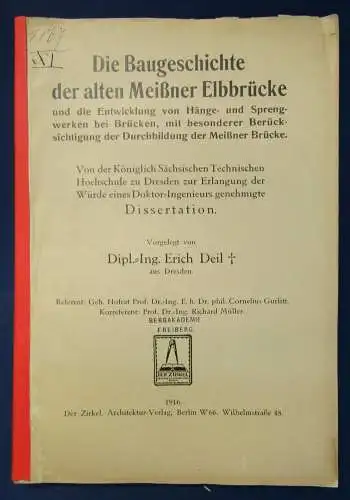 XI
Die Baugeschichte
der alten Meißner Elbbrücke
und die Entwicklung von Hänge- und Spreng-
werken bei Brücken, mit besonderer Berück-
sichtigung der Durchbildung der Meißner Brücke.
Von der Königlich Sächsischen Technischen
Hochschule zu Dresden zur Erlangung der
Würde eines Doktor-Ingenieurs genehmigte
Dissertation.
Vorgelegt von
Dipl.-Ing. Erich Deil †
aus Dresden.
Referent: Geh. Hofrat Prof. Dr.-Ing. E. h. Dr. phil. Cornelius Gurlitt.
Korreferent: Prof. Dr.-Ing. Richard Müller.
BERGAKADEMIE
FREIBERG
DER ZIRKEL
1916.
Der Zirkel, Architektur-Verlag, Berlin W66, Wilhelmstraße 48.